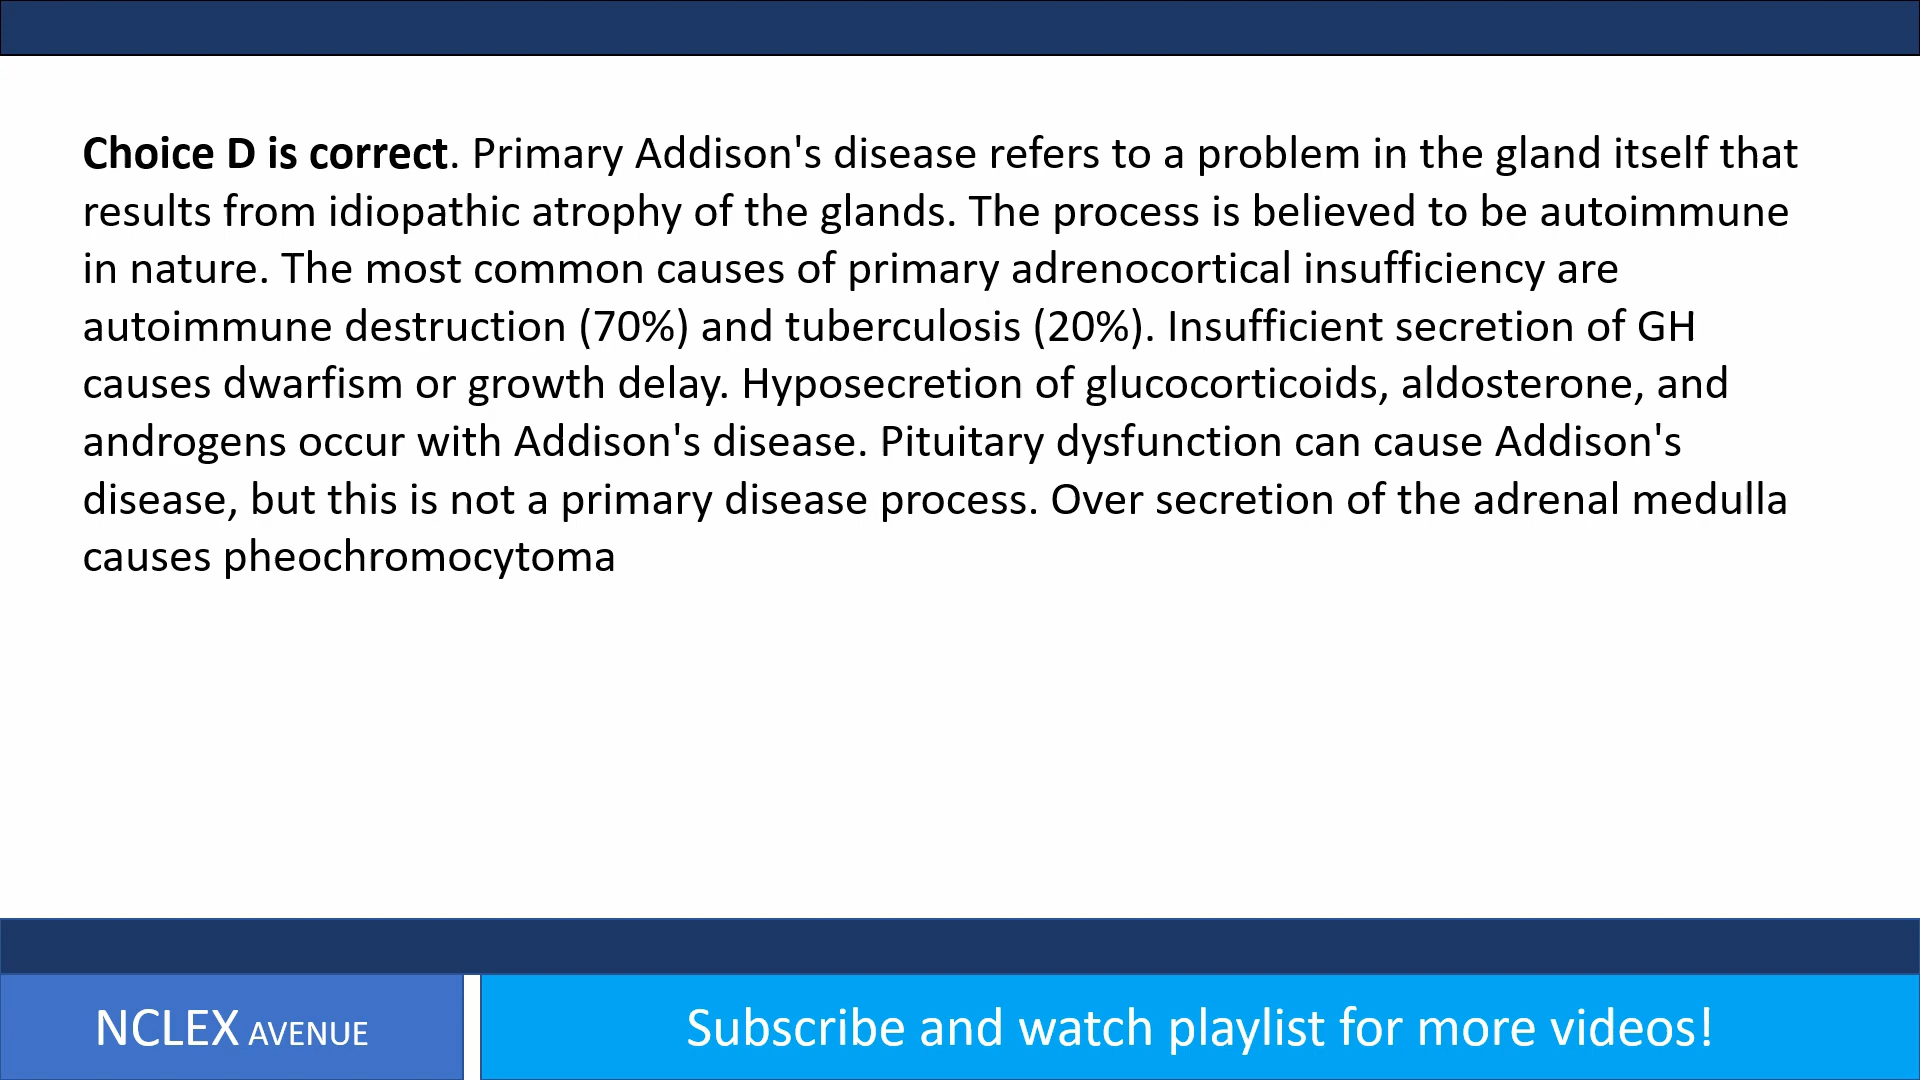 Choice D is correct. Primary Addison's disease refers to a problem in the gland itself that
results from idiopathic atrophy of the glands. The process is believed to be autoimmune
in nature. The most common causes of primary adrenocortical insufficiency are
autoimmune destruction (70%) and tuberculosis (20%). Insufficient secretion of GH
causes dwarfism or growth delay. Hyposecretion of glucocorticoids, aldosterone, and
androgens occur with Addison's disease. Pituitary dysfunction can cause Addison's
disease, but this is not a primary disease process. Over secretion of the adrenal medulla
causes pheochromocytoma
NCLEX AVENUE
Subscribe and watch playlist for more videos!